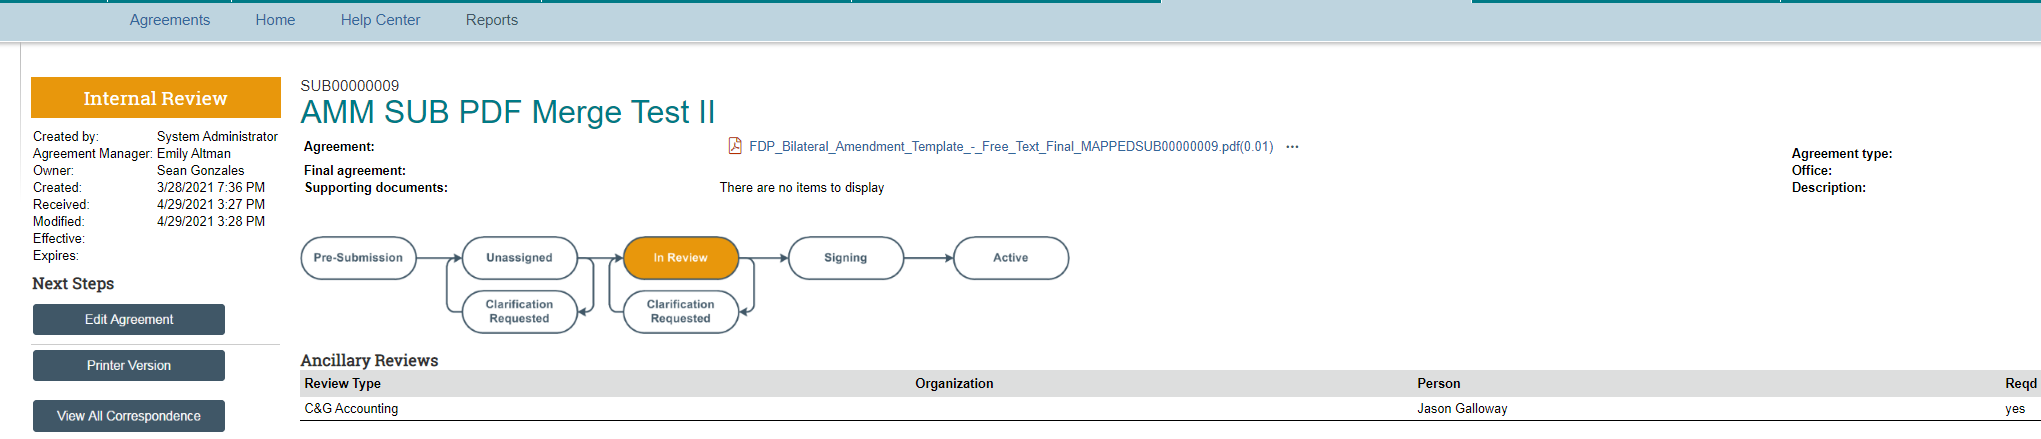 Agreements Home Help Center Reports
Internal Review
Created by: System Administrator
Agreement Manager: Emily Altman
Owner: Sean Gonzales
Created: 3/28/2021 7:36 PM
Received: 4/29/2021 3:27 PM
Modified: 4/29/2021 3:28 PM
Effective:
Expires:
Next Steps
Edit Agreement
Printer Version
View All Correspondence
SUB00000009
AMM SUB PDF Merge Test II
Agreement: FDP_Bilateral_Amendment_Template_-_Free_Text_Final_MAPPEDSUB00000009.pdf(0.01) ...
Final agreement:
Supporting documents: There are no items to display
Agreement type:
Office:
Description:
Pre-Submission Unassigned In Review Signing Active
Clarification Requested Clarification Requested
Ancillary Reviews
Review Type Organization Person Reqd
C&G Accounting Jason Galloway yes